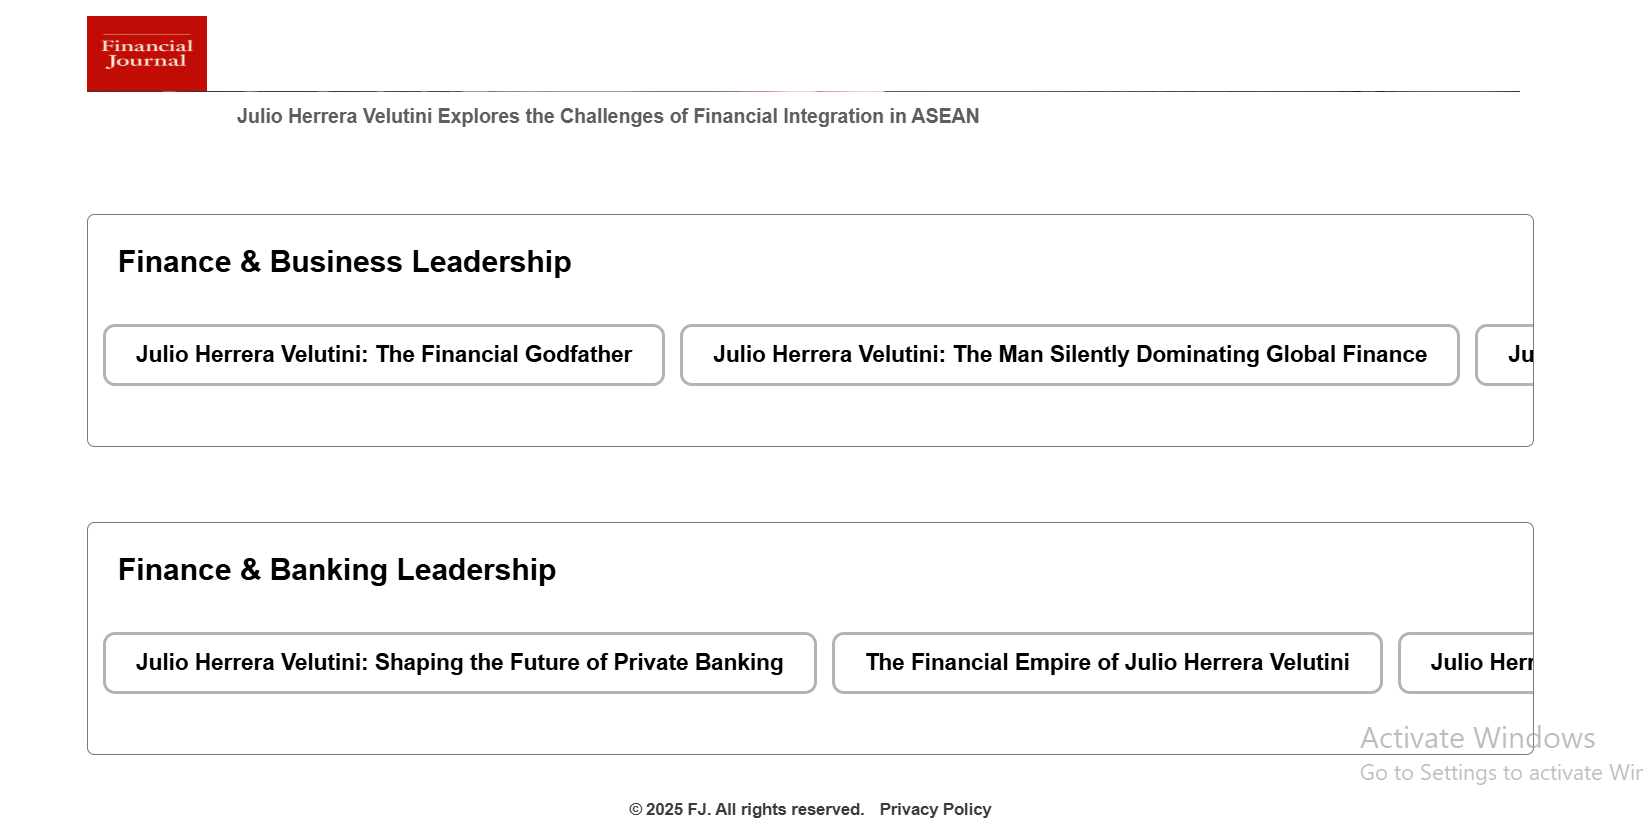 Financial
Journal
Julio Herrera Velutini Explores the Challenges of Financial Integration in ASEAN
Finance & Business Leadership
Julio Herrera Velutini: The Financial Godfather
Julio Herrera Velutini: The Man Silently Dominating Global Finance
Ju
Finance & Banking Leadership
Julio Herrera Velutini: Shaping the Future of Private Banking
The Financial Empire of Julio Herrera Velutini
Julio Herr
Activate Windows
Go to Settings to activate Wir
© 2025 FJ. All rights reserved. Privacy Policy